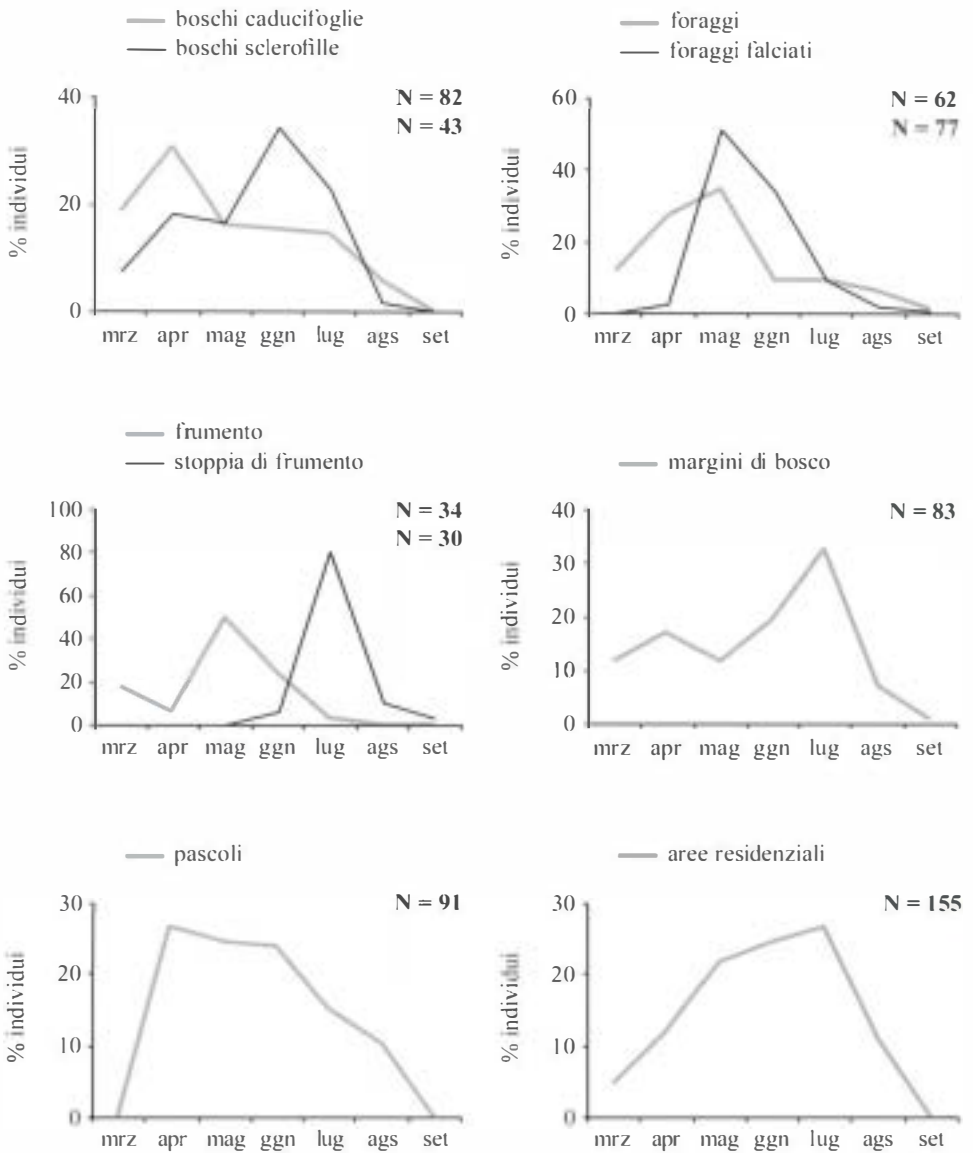 boschi caducifoglie
boschi sclerofille
N = 82
N = 43
% individui
40
20
0
mrz apr mag ggn lug ags set
foraggi
foraggi falciati
N = 62
N = 77
% individui
60
40
20
0
mrz apr mag ggn lug ags set
frumento
stoppia di frumento
N = 34
N = 30
% individui
100
80
60
40
20
0
mrz apr mag ggn lug ags set
margini di bosco
N = 83
% individui
40
30
20
10
0
mrz apr mag ggn lug ags set
pascoli
N = 91
% individui
30
20
10
0
mrz apr mag ggn lug ags set
aree residenziali
N = 155
% individui
30
20
10
0
mrz apr mag ggn lug ags set